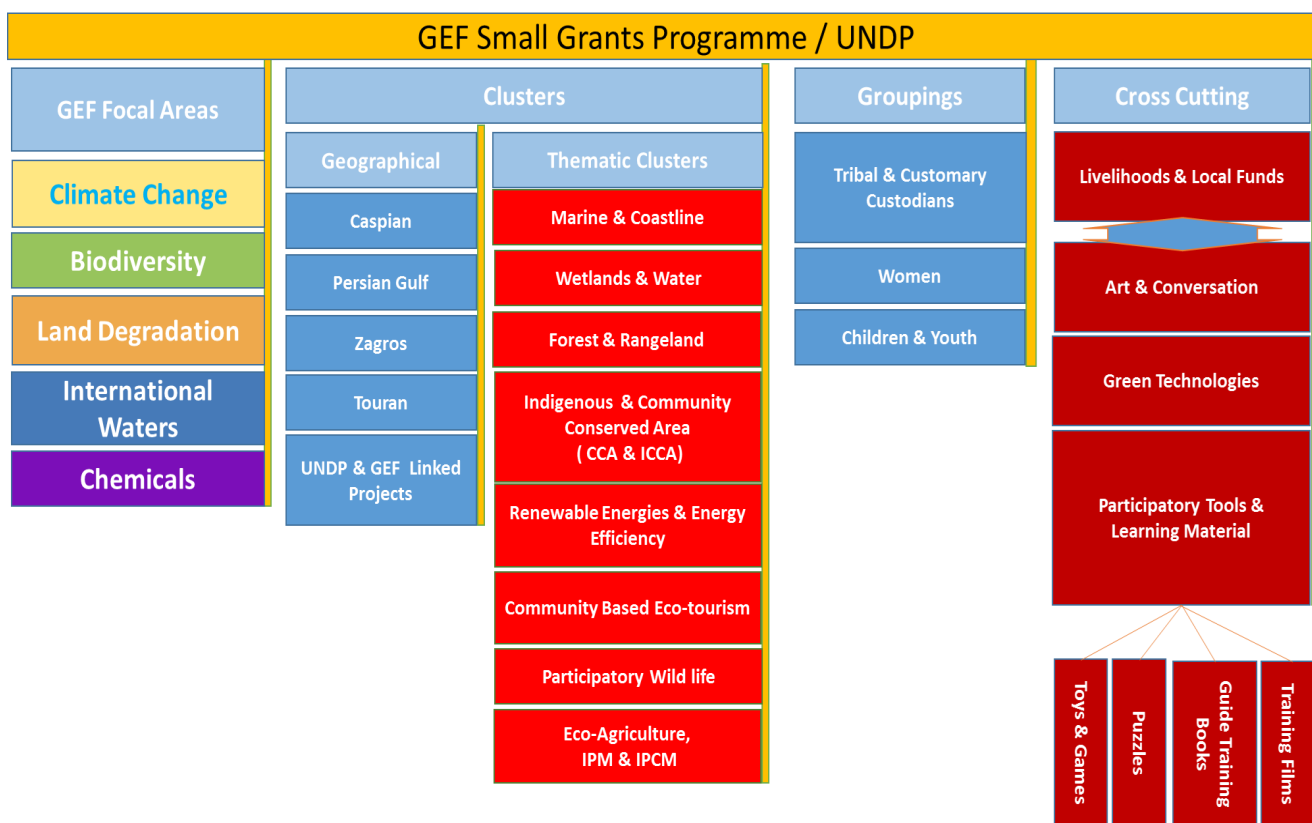 GEF Small Grants Programme / UNDP
GEF Focal Areas
Climate Change
Biodiversity
Land Degradation
International
Waters
Chemicals
Clusters
Geographical
Caspian
Persian Gulf
Zagros
Touran
UNDP & GEF Linked
Projects
Thematic Clusters
Marine & Coastline
Wetlands & Water
Forest & Rangeland
Indigenous & Community
Conserved Area
( CCA & ICCA)
Renewable Energies & Energy
Efficiency
Community Based Eco-tourism
Participatory Wild life
Eco-Agriculture,
IPM & IPCM
Groupings
Tribal & Customary
Custodians
Women
Children & Youth
Cross Cutting
Livelihoods & Local Funds
Art & Conversation
Green Technologies
Participatory Tools &
Learning Material
Toys & Games
Puzzles
Guide Training
Books
Training Films